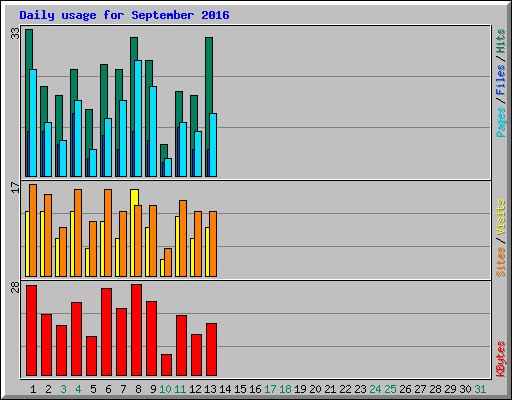 Daily usage for September 2016
33
Pages / Files / Hits
17
Sites / Visits
28
KBytes
1 2 3 4 5 6 7 8 9 10 11 12 13 14 15 16 17 18 19 20 21 22 23 24 25 26 27 28 29 30 31